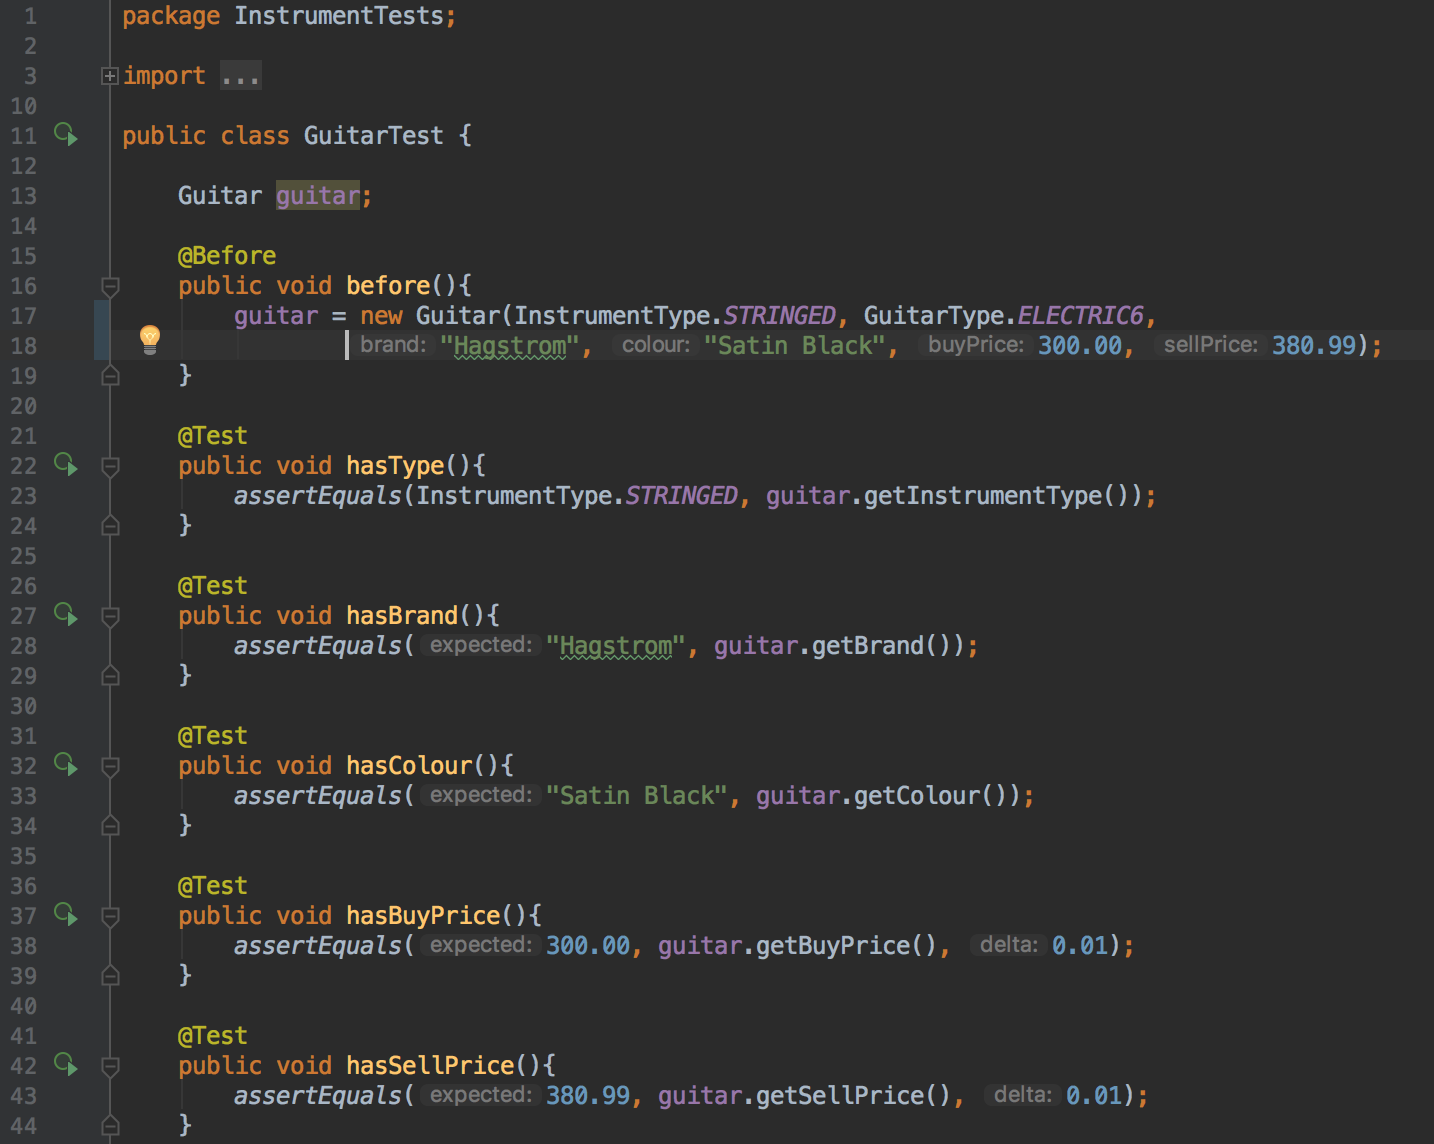 1 package InstrumentTests;
2
3 import ...
10
11 public class GuitarTest {
12
13 Guitar guitar;
14
15 @Before
16 public void before(){
17 guitar = new Guitar(InstrumentType.STRINGED, GuitarType.ELECTRIC6,
18 brand: "Hagstrom", colour: "Satin Black", buyPrice: 300.00, sellPrice: 380.99);
19 }
20
21 @Test
22 public void hasType(){
23 assertEquals(InstrumentType.STRINGED, guitar.getInstrumentType());
24 }
25
26 @Test
27 public void hasBrand(){
28 assertEquals( expected: "Hagstrom", guitar.getBrand());
29 }
30
31 @Test
32 public void hasColour(){
33 assertEquals( expected: "Satin Black", guitar.getColour());
34 }
35
36 @Test
37 public void hasBuyPrice(){
38 assertEquals( expected: 300.00, guitar.getBuyPrice(), delta: 0.01);
39 }
40
41 @Test
42 public void hasSellPrice(){
43 assertEquals( expected: 380.99, guitar.getSellPrice(), delta: 0.01);
44 }